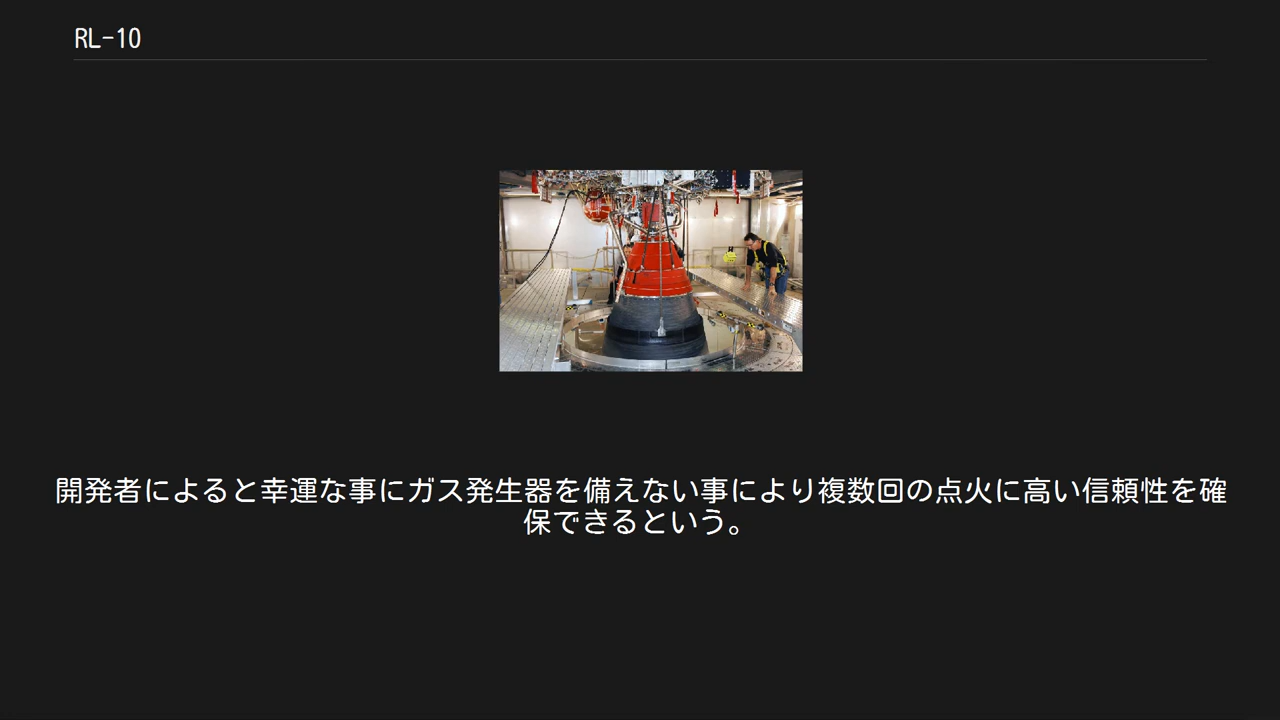 RL-10
開発者によると幸運な事にガス発生器を備えない事により複数回の点火に高い信頼性を確
保できるという。